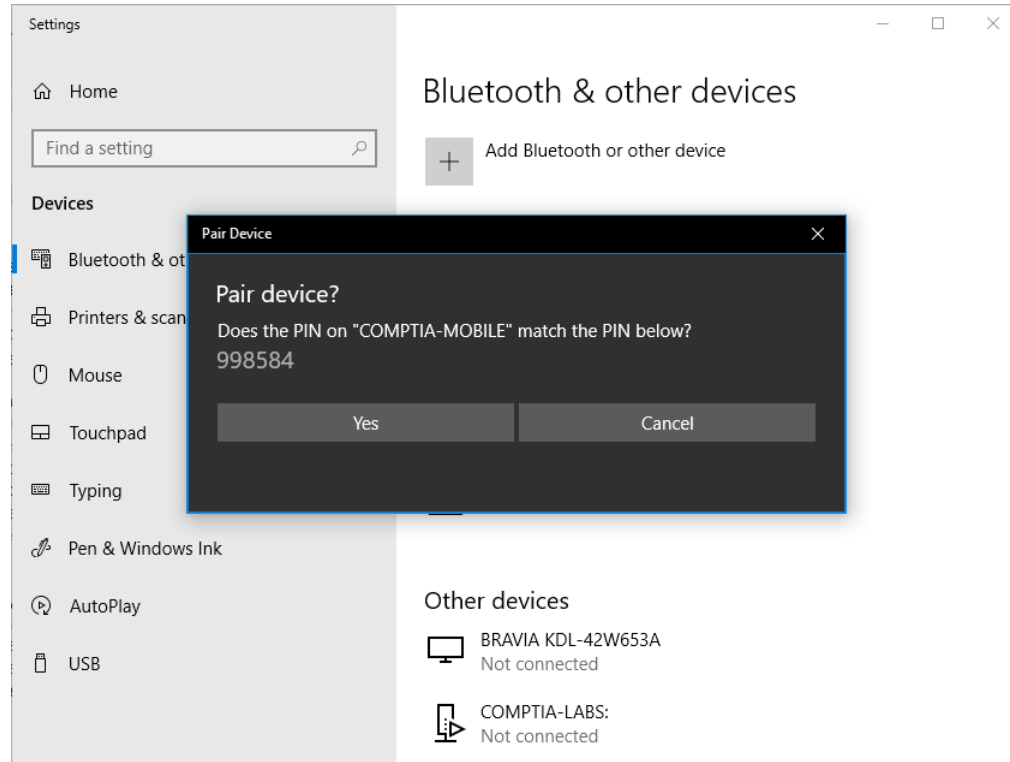 Settings
Home
Find a setting
Devices
Bluetooth & ot
Printers & scan
Mouse
Touchpad
Typing
Pen & Windows Ink
AutoPlay
USB
Bluetooth & other devices
Add Bluetooth or other device
Pair Device
Pair device?
Does the PIN on "COMPTIA-MOBILE" match the PIN below?
998584
Yes
Cancel
Other devices
BRAVIA KDL-42W653A
Not connected
COMPTIA-LABS:
Not connected